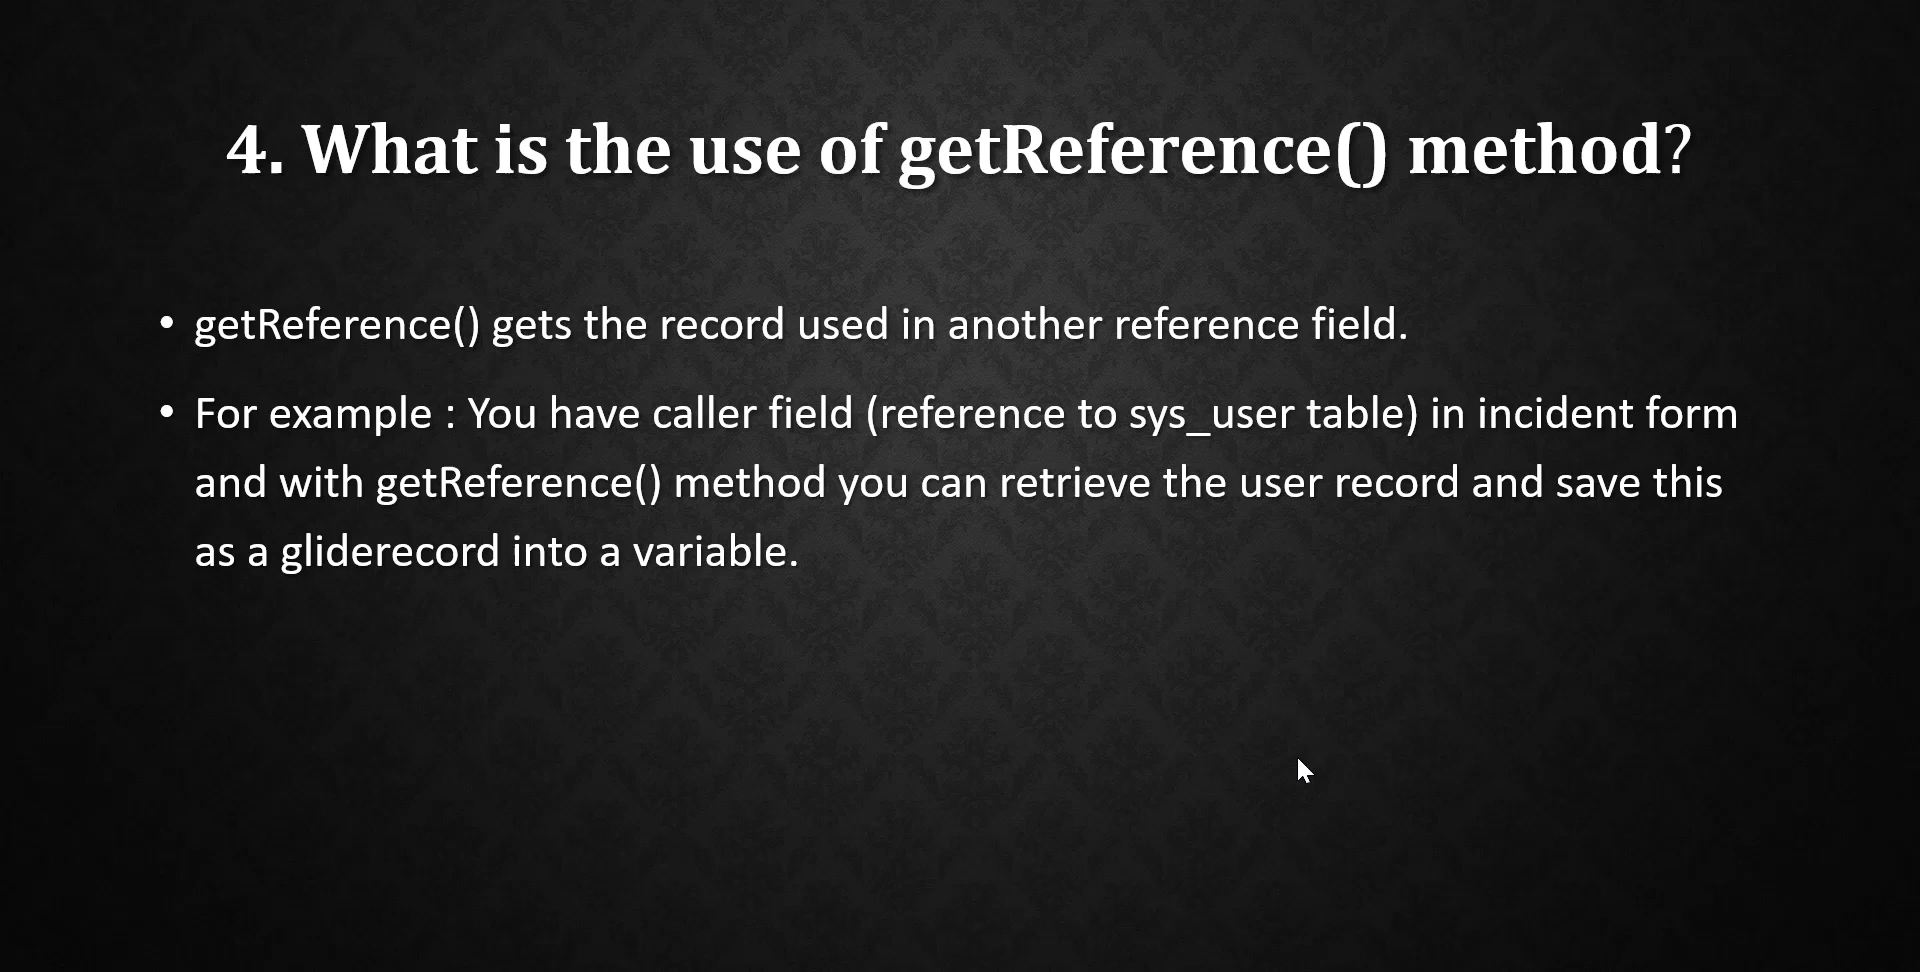 4. What is the use of getReference() method?
• getReference() gets the record used in another reference field.
• For example : You have caller field (reference to sys_user table) in incident form
and with getReference() method you can retrieve the user record and save this
as a gliderecord into a variable.